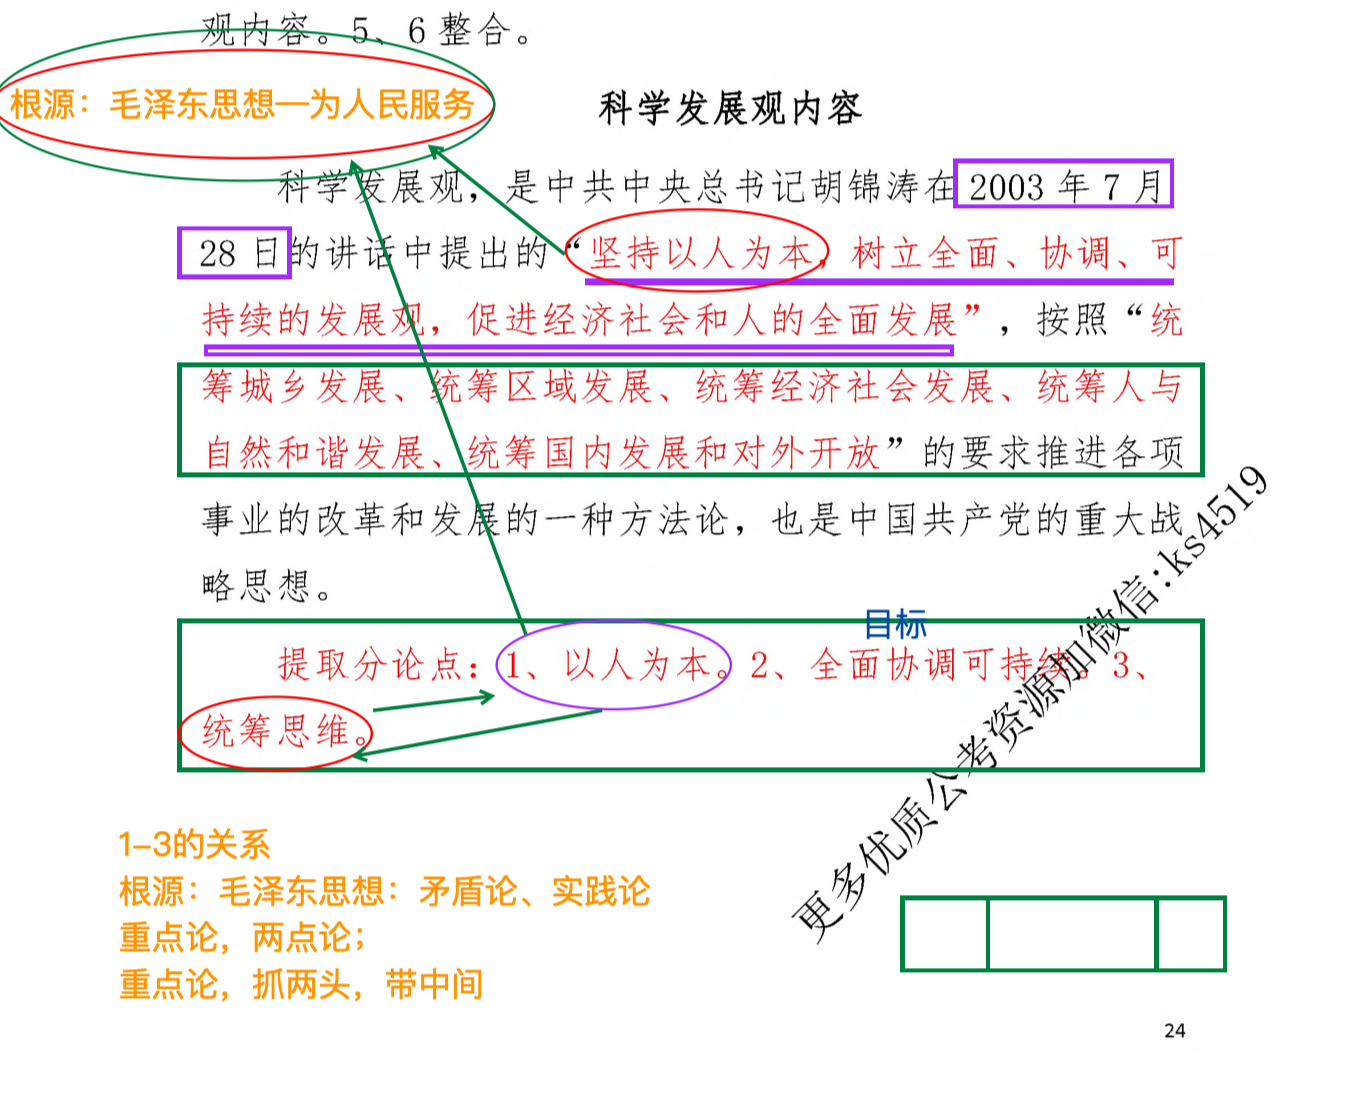 观内容。5、6 整合。
根源：毛泽东思想—为人民服务
科学发展观内容
科学发展观，是中共中央总书记胡锦涛在 2003 年 7 月
28 日的讲话中提出的“坚持以人为本，树立全面、协调、可
持续的发展观，促进经济社会和人的全面发展”，按照“统
筹城乡发展、统筹区域发展、统筹经济社会发展、统筹人与
自然和谐发展、统筹国内发展和对外开放”的要求推进各项
事业的改革和发展的一种方法论，也是中国共产党的重大战
略思想。
目标
提取分论点：1、以人为本。2、全面协调可持续。3、
统筹思维。
更多优质公考资源加微信：ks4519
1–3的关系
根源：毛泽东思想：矛盾论、实践论
重点论，两点论；
重点论，抓两头，带中间
24